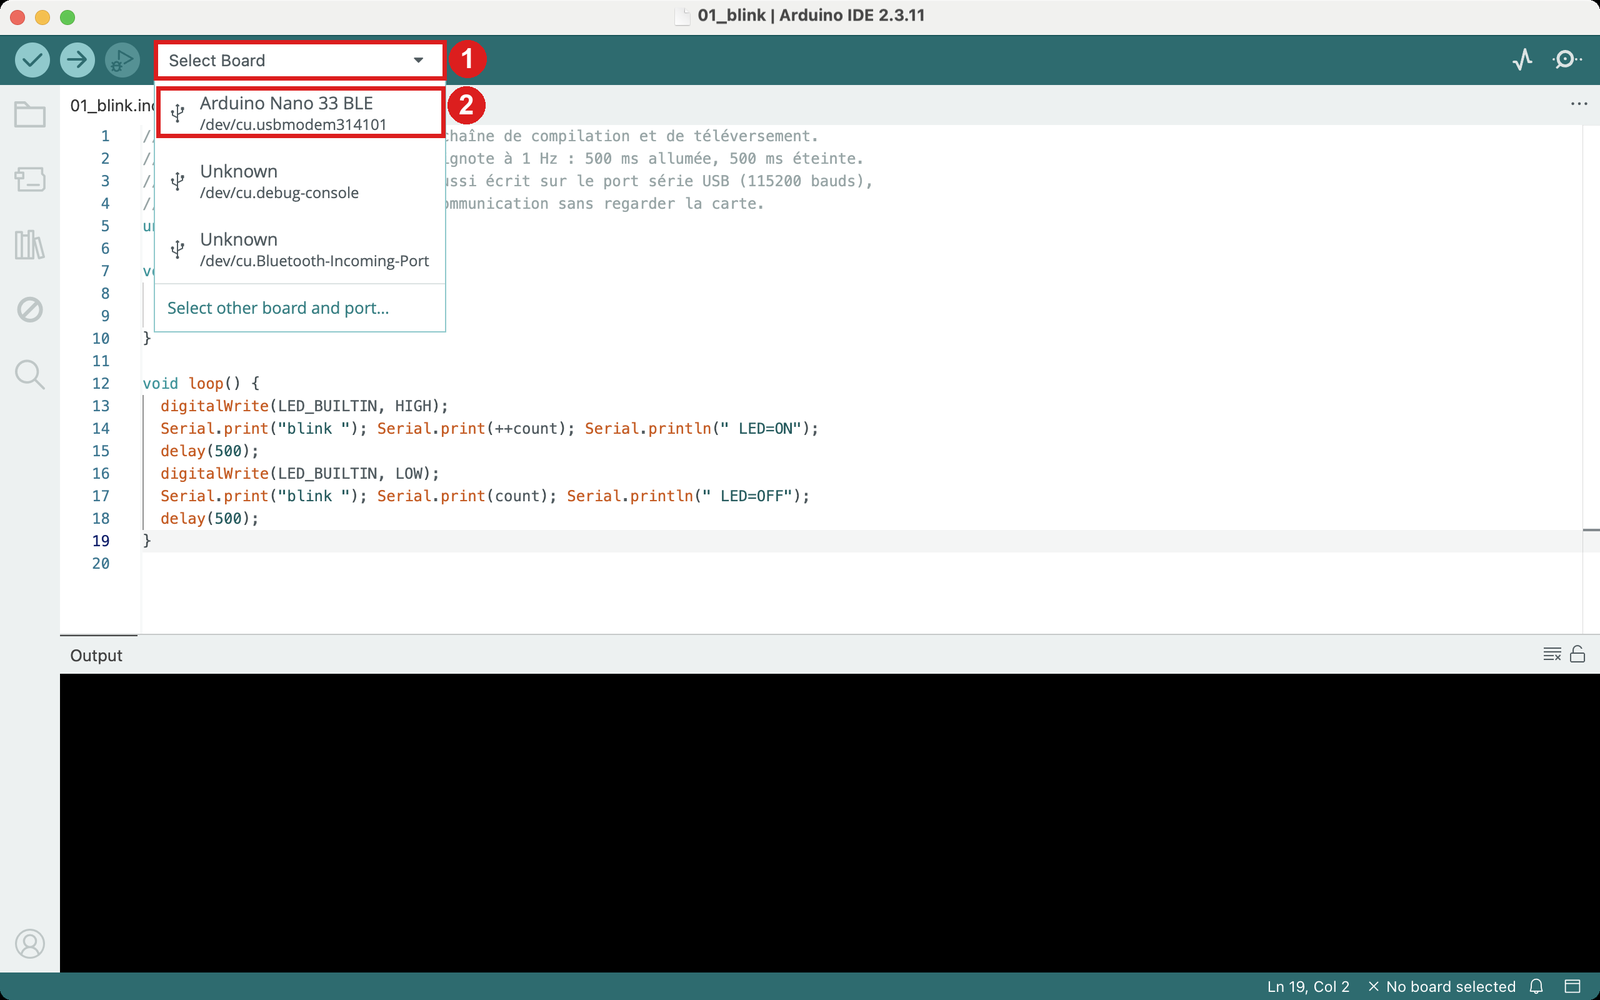 01_blink | Arduino IDE 2.3.11
Select Board
1
01_blink.in
Arduino Nano 33 BLE
/dev/cu.usbmodem314101
2
Unknown
/dev/cu.debug-console
Unknown
/dev/cu.Bluetooth-Incoming-Port
Select other board and port...
1 / chaîne de compilation et de téléversement.
2 / ignote à 1 Hz : 500 ms allumée, 500 ms éteinte.
3 / ussi écrit sur le port série USB (115200 bauds),
4 / ommunication sans regarder la carte.
5 un
6
7 v
8
9
10 }
11
12 void loop() {
13 digitalWrite(LED_BUILTIN, HIGH);
14 Serial.print("blink "); Serial.print(++count); Serial.println(" LED=ON");
15 delay(500);
16 digitalWrite(LED_BUILTIN, LOW);
17 Serial.print("blink "); Serial.print(count); Serial.println(" LED=OFF");
18 delay(500);
19 }
20
Output
Ln 19, Col 2 × No board selected